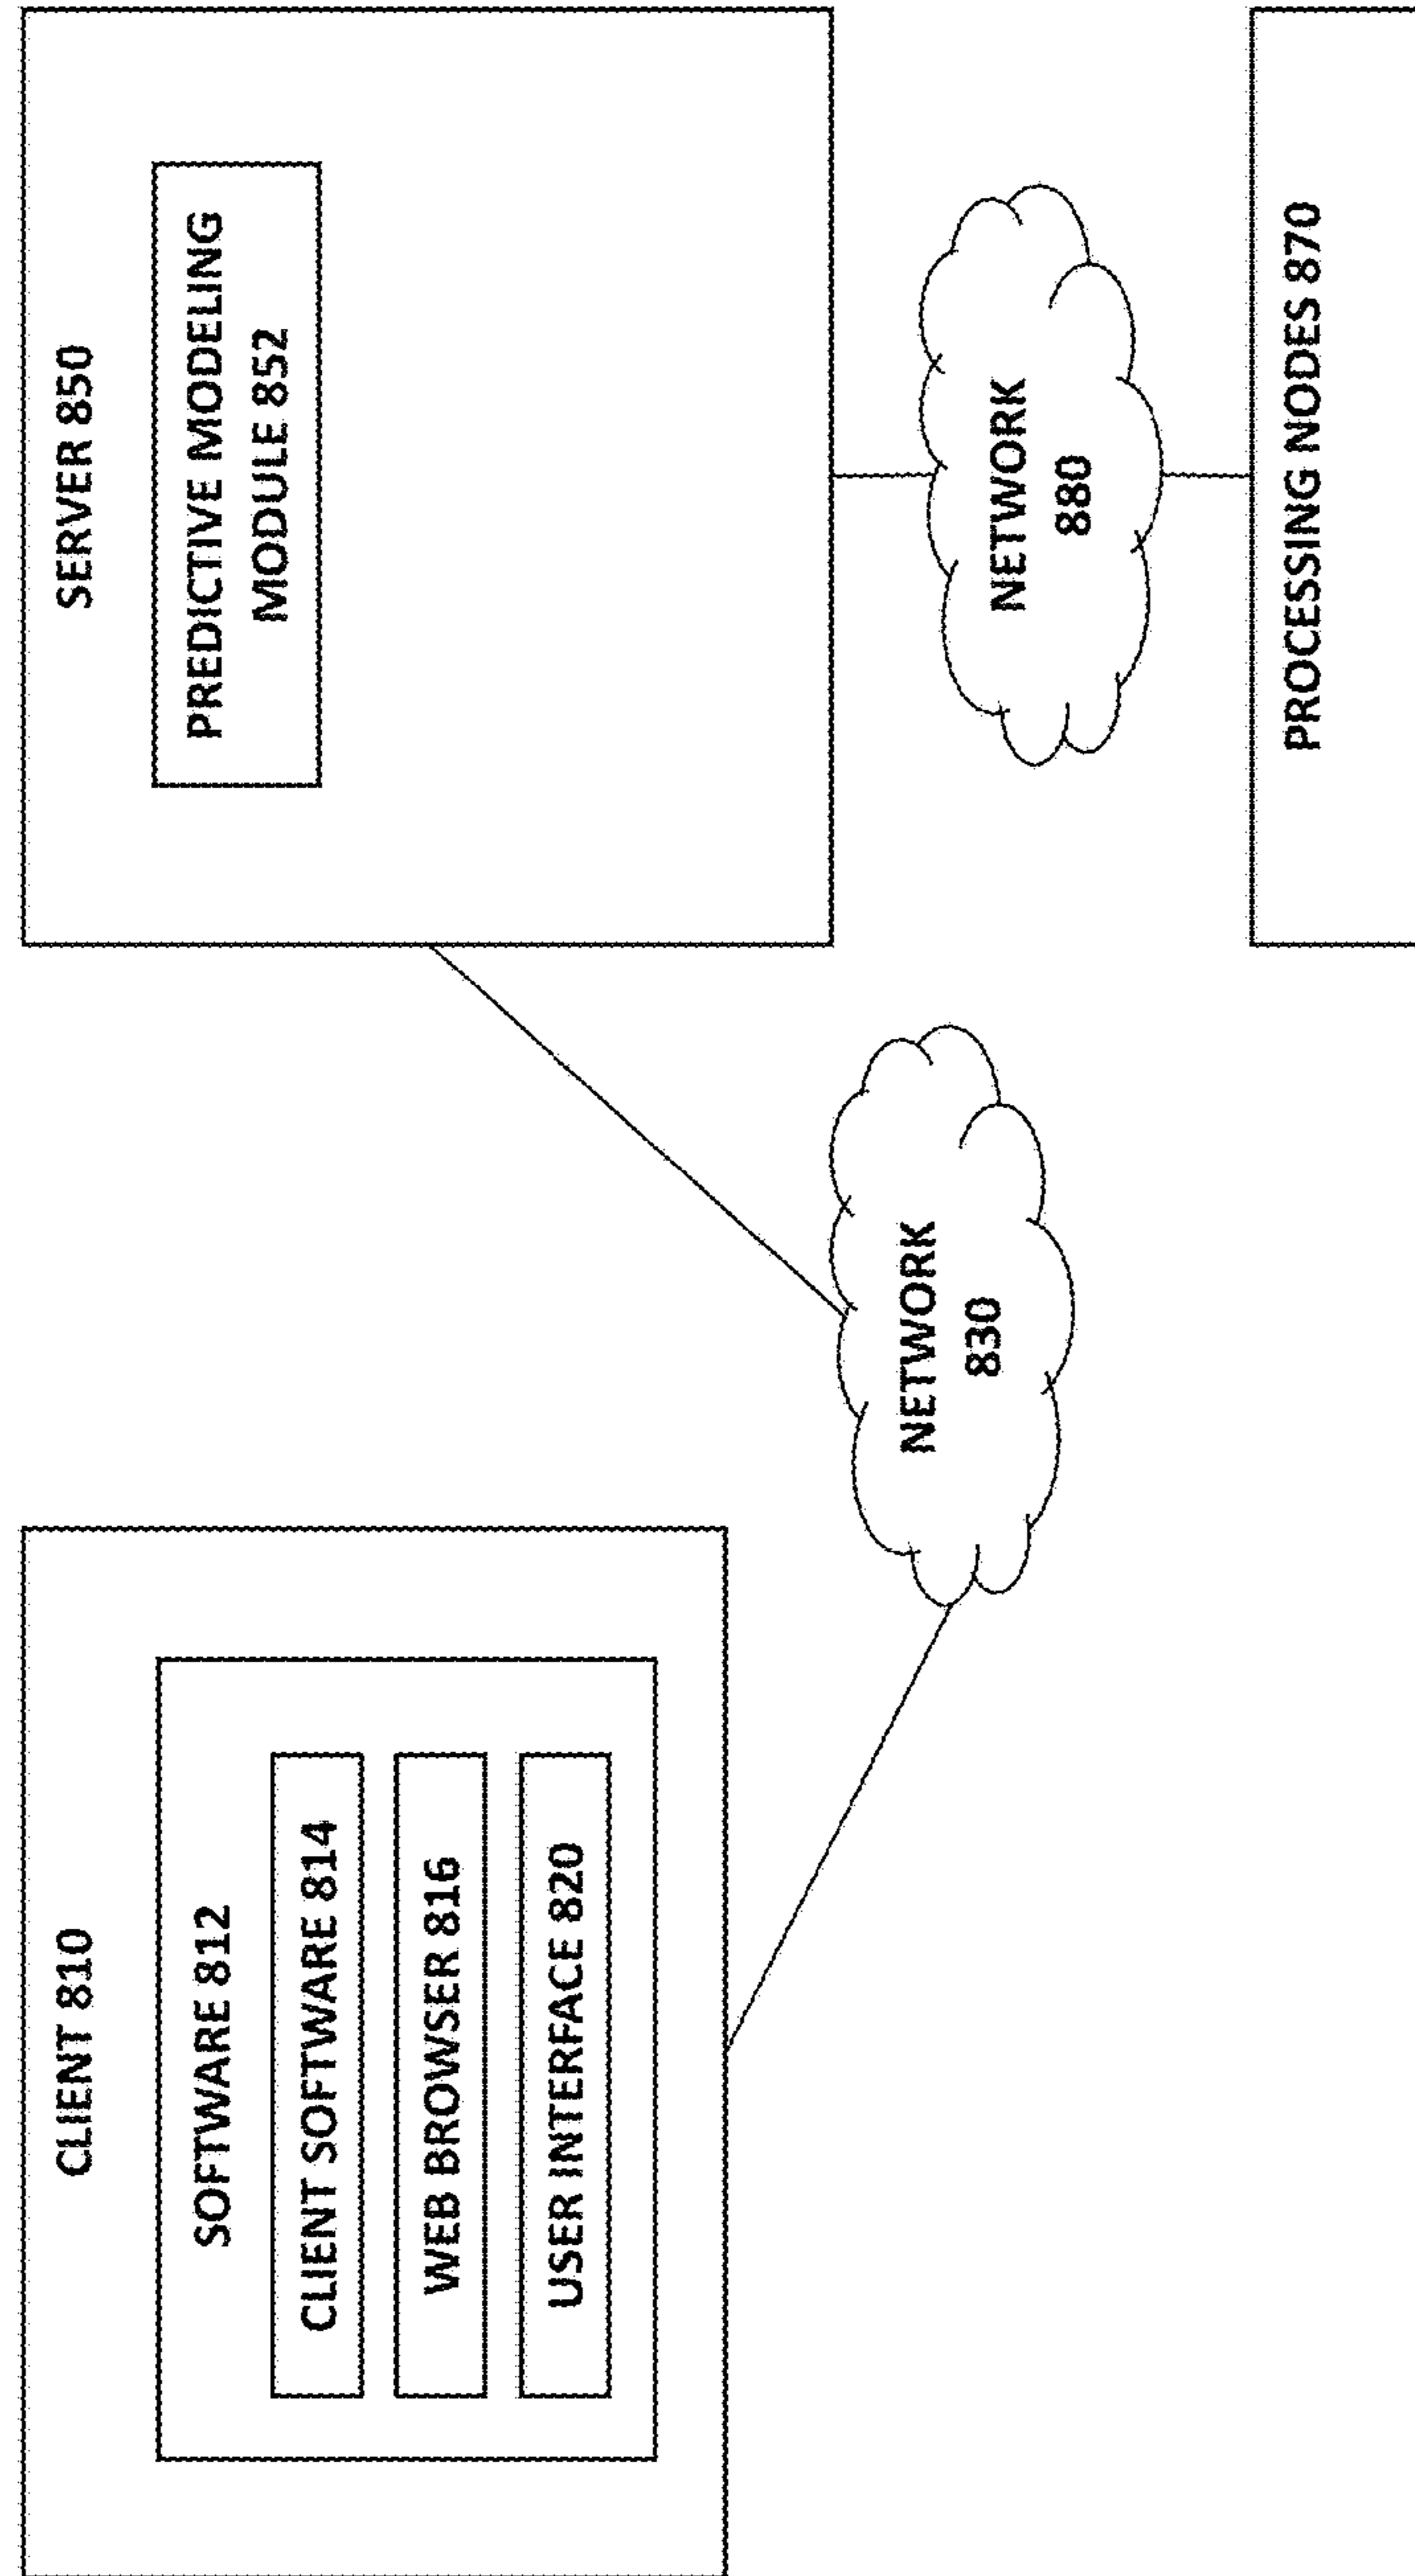 CLIENT 810
SOFTWARE 812
CLIENT SOFTWARE 814
WEB BROWSER 816
USER INTERFACE 820
NETWORK
830
SERVER 850
PREDICTIVE MODELING
MODULE 852
NETWORK
880
PROCESSING NODES 870